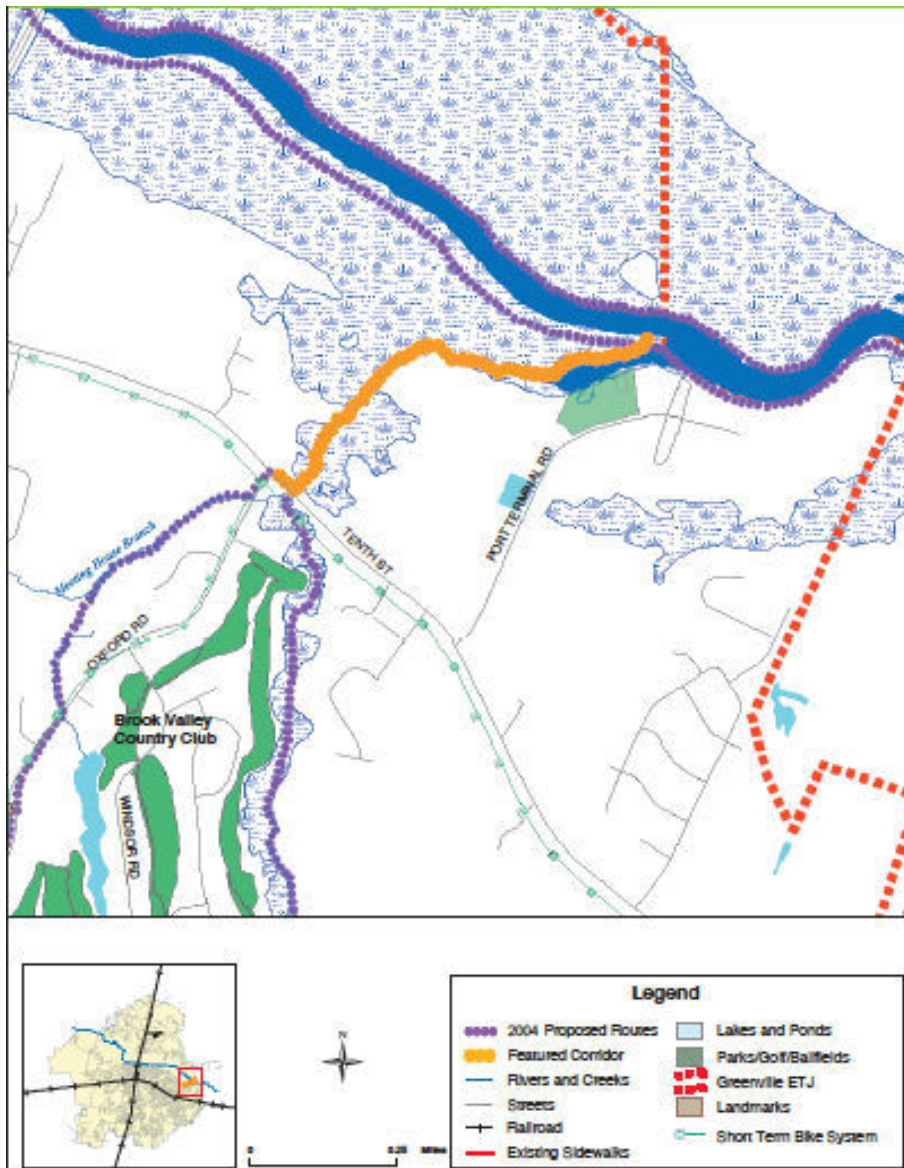 Meeting House Branch
TENTH ST
PORT TERMINAL RD
OXFORD RD
Brook Valley
Country Club
WINDSOR RD
N
0 0.25 Miles
Legend
2004 Proposed Routes
Featured Corridor
Rivers and Creeks
Streets
Railroad
Existing Sidewalks
Lakes and Ponds
Parks/Golf/Ballfields
Greenville ETJ
Landmarks
Short Term Bike System